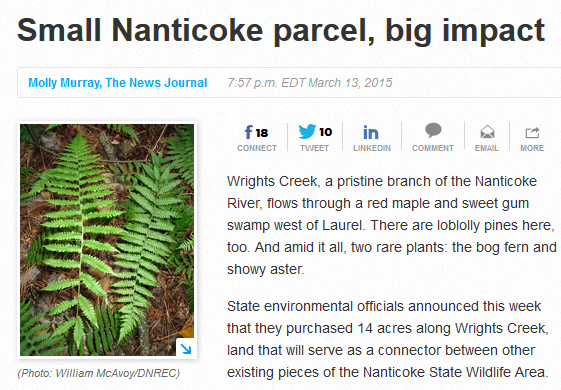 Small Nanticoke parcel, big impact
Molly Murray, The News Journal 7:57 p.m. EDT March 13, 2015
18 10
CONNECT TWEET LINKEDIN COMMENT EMAIL MORE
Wrights Creek, a pristine branch of the Nanticoke
River, flows through a red maple and sweet gum
swamp west of Laurel. There are loblolly pines here,
too. And amid it all, two rare plants: the bog fern and
showy aster.
State environmental officials announced this week
that they purchased 14 acres along Wrights Creek,
land that will serve as a connector between other
existing pieces of the Nanticoke State Wildlife Area.
(Photo: William McAvoy/DNREC)